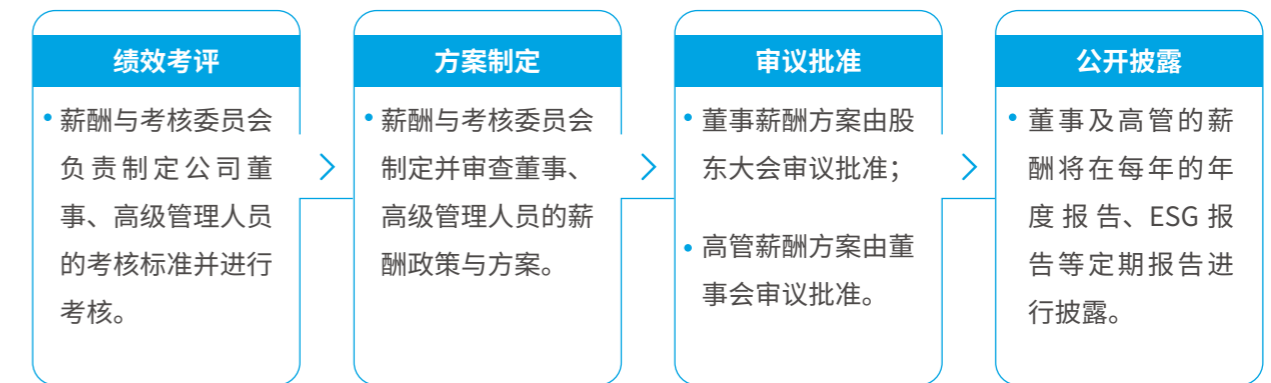 绩效考评
• 薪酬与考核委员会
负责制定公司董
事、高级管理人员
的考核标准并进行
考核。
方案制定
• 薪酬与考核委员会
制定并审查董事、
高级管理人员的薪
酬政策与方案。
审议批准
• 董事薪酬方案由股
东大会审议批准；
• 高管薪酬方案由董
事会审议批准。
公开披露
• 董事及高管的薪
酬将在每年的年
度报告、ESG 报
告等定期报告进
行披露。